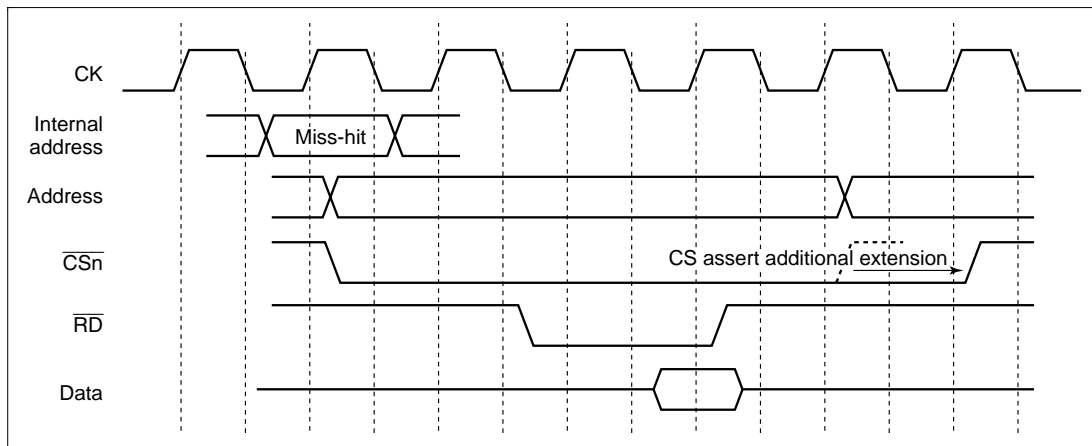 CK
Internal
address
Miss-hit
Address
CSn
CS assert additional extension
RD
Data